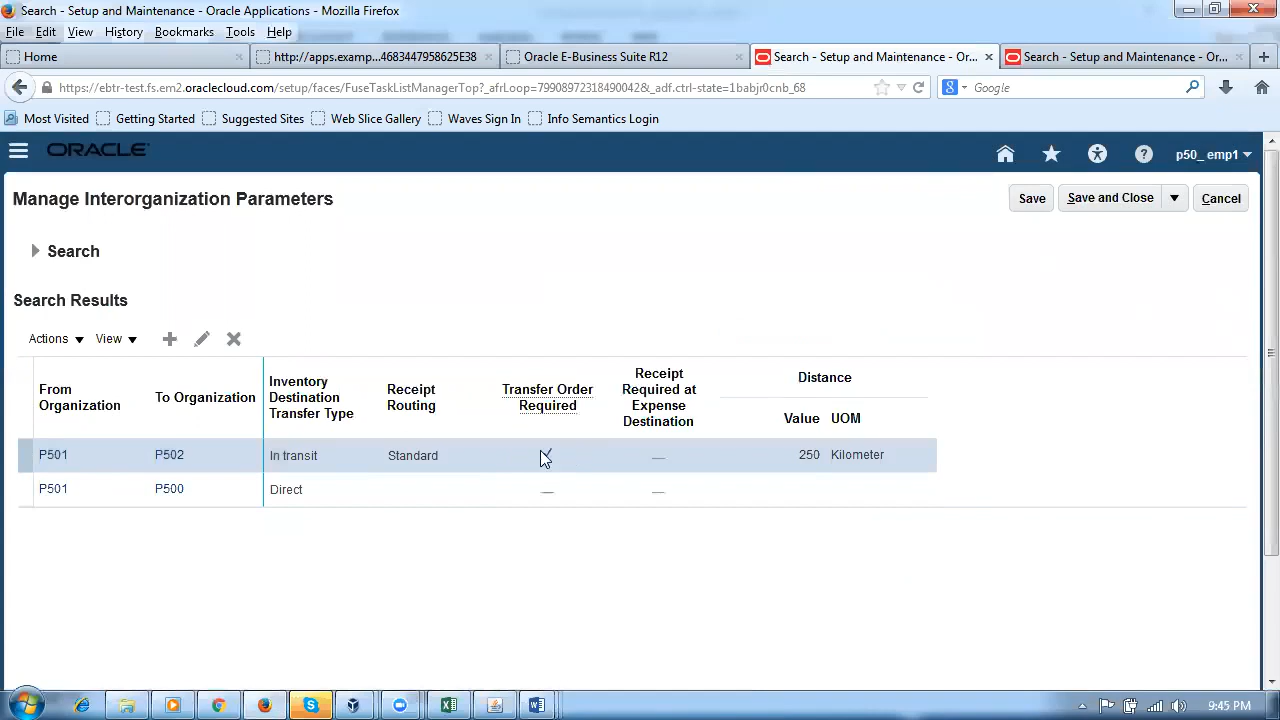 Search - Setup and Maintenance - Oracle Applications - Mozilla Firefox
File Edit View History Bookmarks Tools Help
Home http://apps.examp...4683447958625E38 Oracle E-Business Suite R12 Search - Setup and Maintenance - Or... Search - Setup and Maintenance - Or...
https://ebtr-test.fs.em2.oraclecloud.com/setup/faces/FuseTaskListManagerTop?_afrLoop=7990897231849004​2&_adf.ctrl-state=1babjr0cnb_68 Google
Most Visited Getting Started Suggested Sites Web Slice Gallery Waves Sign In Info Semantics Login
ORACLE p50_emp1
Manage Interorganization Parameters Save Save and Close Cancel
Search
Search Results
Actions View
From Organization To Organization Inventory Destination Transfer Type Receipt Routing Transfer Order Required Receipt Required at Expense Destination Distance
Value UOM
P501 P502 In transit Standard 250 Kilometer
P501 P500 Direct
9:45 PM